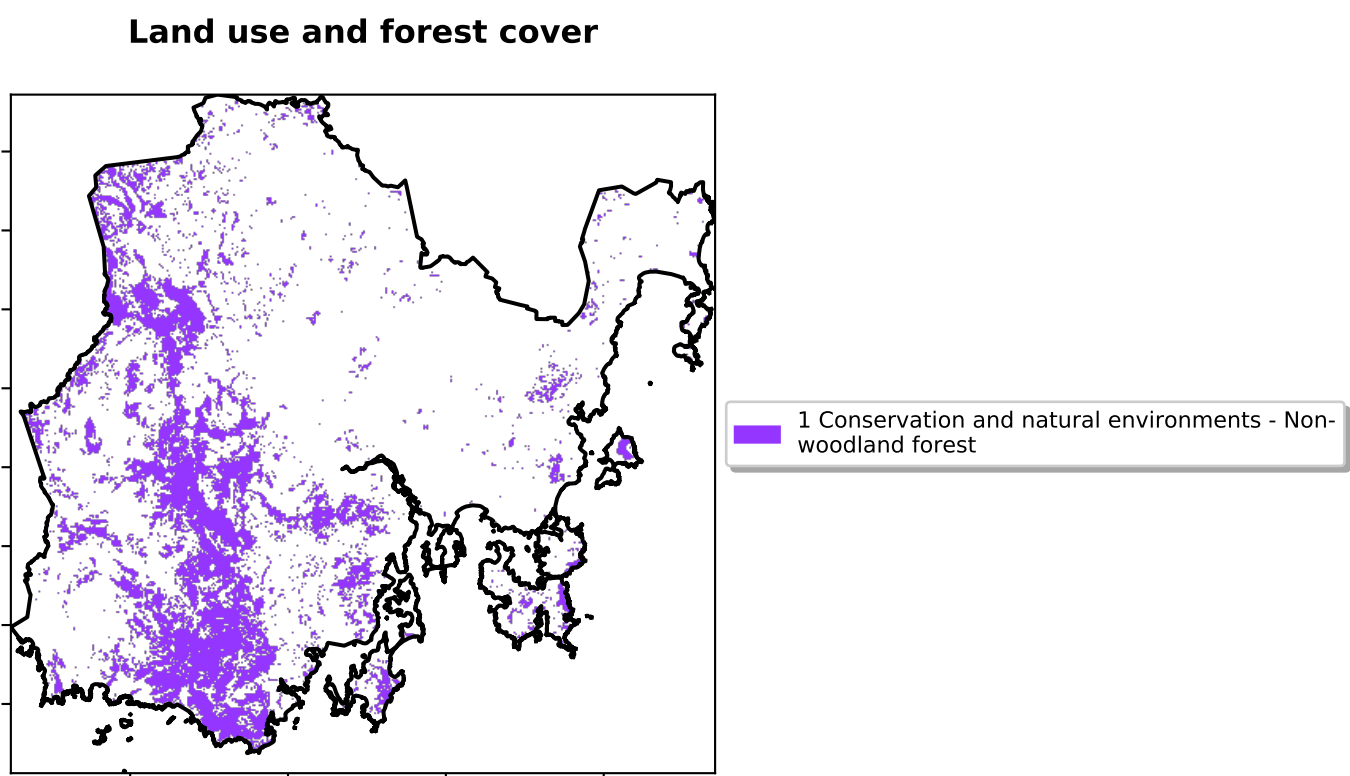 Land use and forest cover
1 Conservation and natural environments - Non-
woodland forest